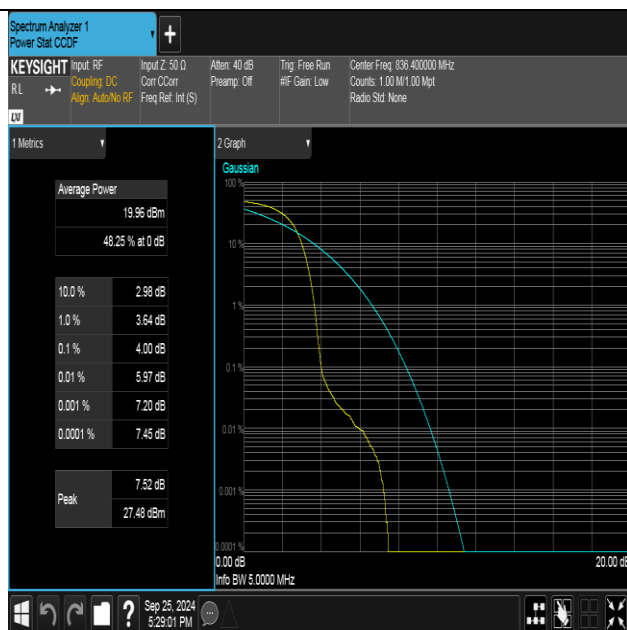 Spectrum Analyzer 1
Power Stat CCDF
KEYSIGHT
RL
LXI
Input: RF
Coupling: DC
Align: Auto/No RF
Input Z: 50 Ω
Corr CCorr
Freq Ref: Int (S)
Atten: 40 dB
Preamp: Off
Trig: Free Run
#IF Gain: Low
Center Freq: 836.400000 MHz
Counts: 1.00 M/1.00 Mpt
Radio Std: None
1 Metrics
Average Power
19.96 dBm
48.25 % at 0 dB
10.0 % 2.98 dB
1.0 % 3.64 dB
0.1 % 4.00 dB
0.01 % 5.97 dB
0.001 % 7.20 dB
0.0001 % 7.45 dB
Peak
7.52 dB
27.48 dBm
2 Graph
Gaussian
100 %
10 %
1 %
0.1 %
0.01 %
0.001 %
0.0001 %
0.00 dB 20.00 dB
Info BW 5.0000 MHz
?
Sep 25, 2024
5:29:01 PM